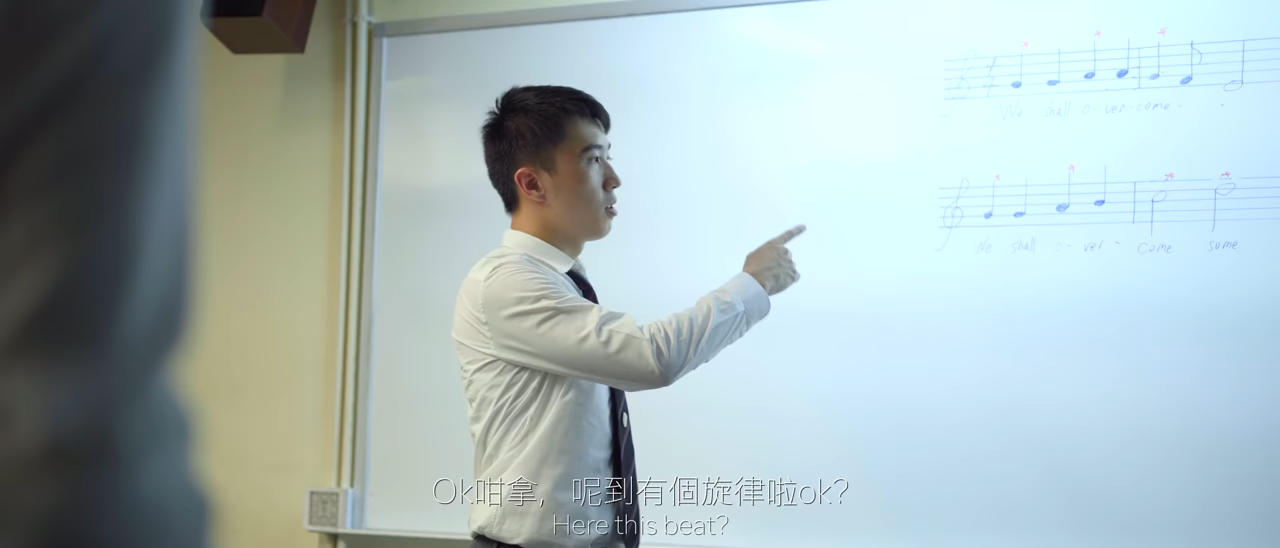 We shall o-ver-come-
We shall o-ver- come some
Ok咁拿，呢到有個旋律啦ok?
Here this beat?